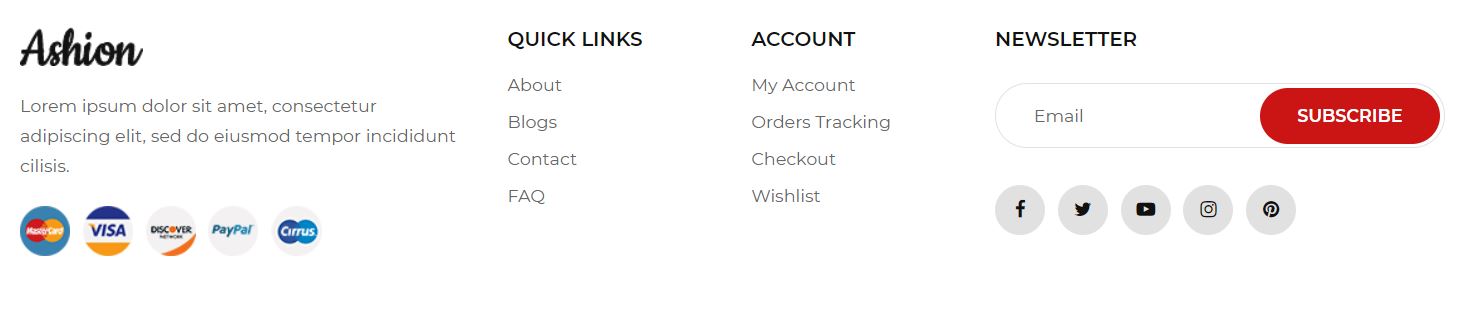 Ashion
Lorem ipsum dolor sit amet, consectetur
adipiscing elit, sed do eiusmod tempor incididunt
cilisis.
MasterCard
VISA
DISCOVER
NETWORK
PayPal
Cirrus
QUICK LINKS
About
Blogs
Contact
FAQ
ACCOUNT
My Account
Orders Tracking
Checkout
Wishlist
NEWSLETTER
Email
SUBSCRIBE